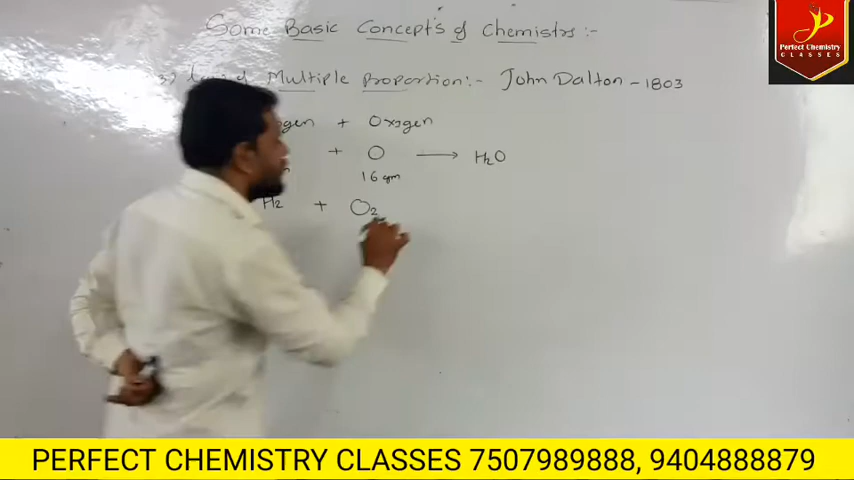 Some Basic Concept's of Chemistry :-
Multiple proportion :- John Dalton - 1803
+ Oxygen
+ O → H₂O
16 gm
H₂ + O₂
Perfect Chemistry
CLASSES
PERFECT CHEMISTRY CLASSES 7507989888, 9404888879